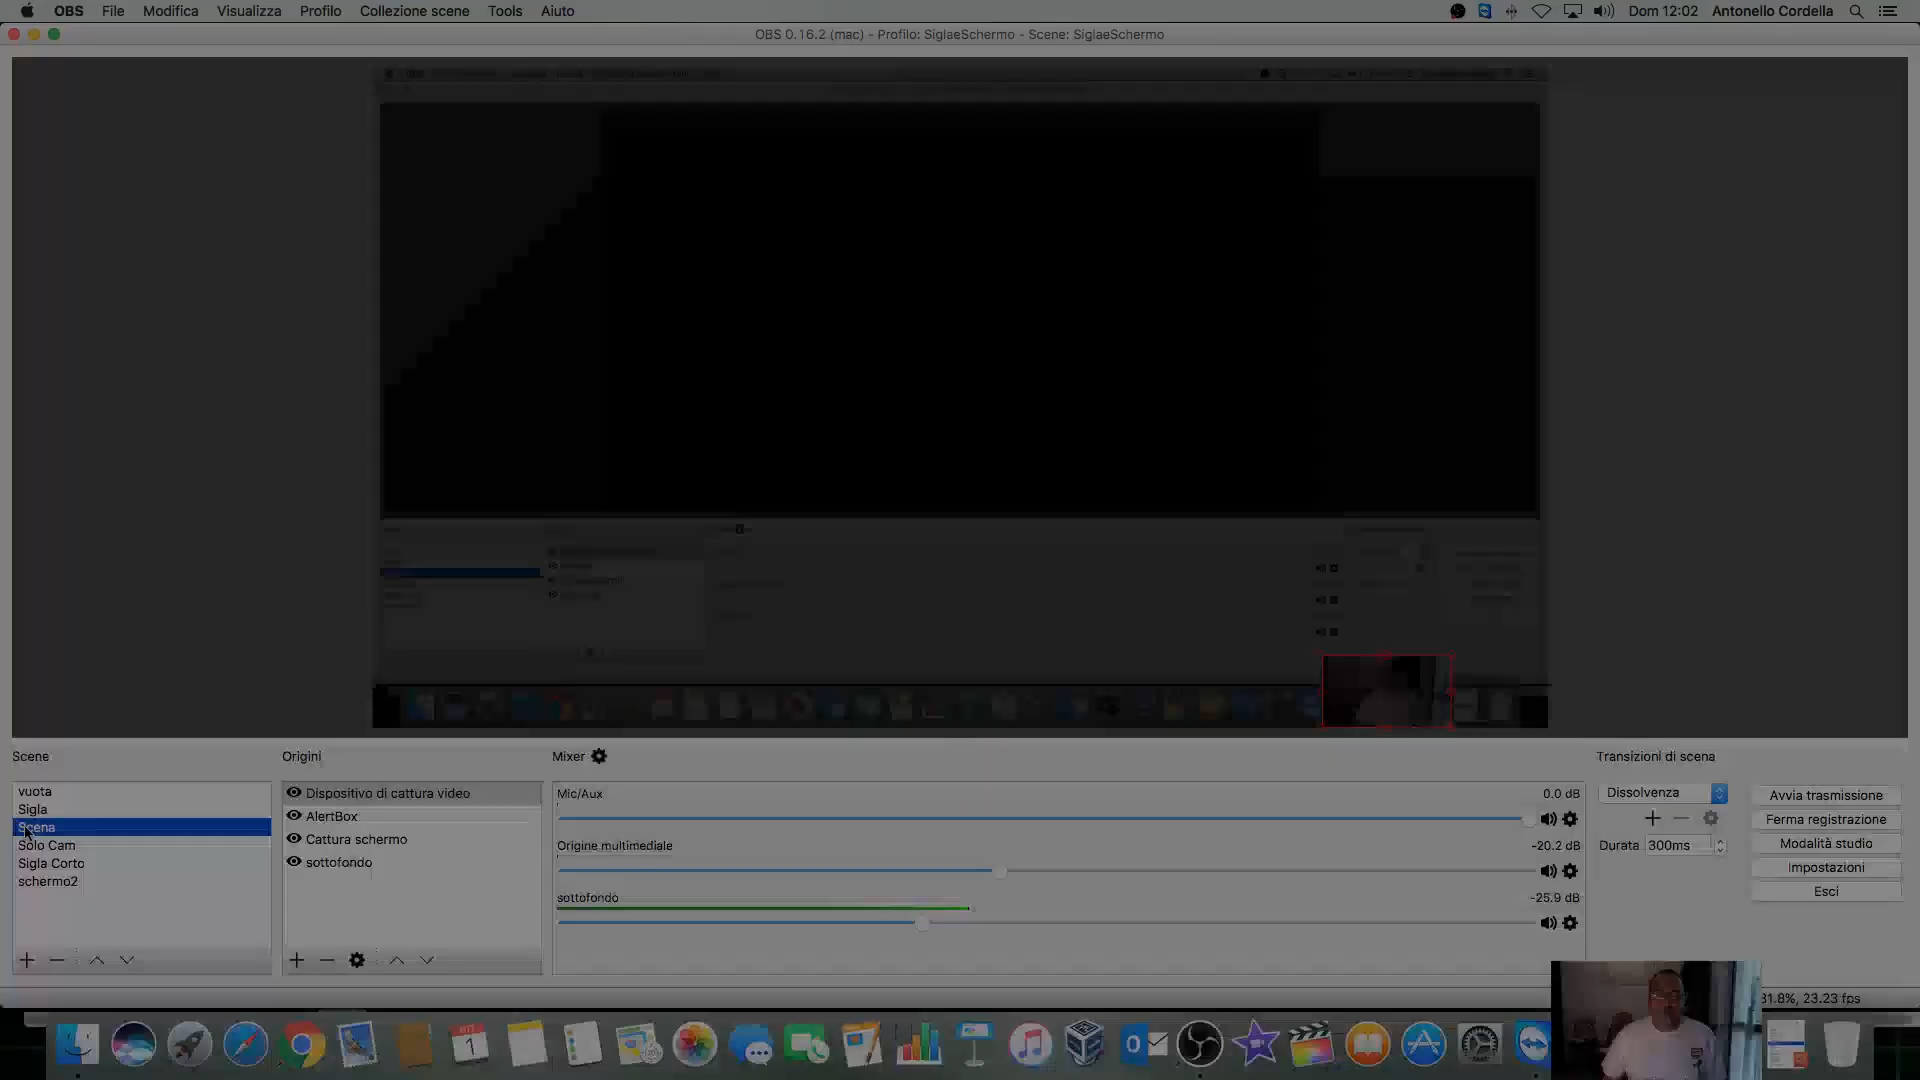 OBS File Modifica Visualizza Profilo Collezione scene Tools Aiuto Dom 12:02 Antonello Cordella
OBS 0.16.2 (mac) - Profilo: SiglaeSchermo - Scene: SiglaeSchermo
Scene
vuota
Sigla
Scena
Solo Cam
Sigla Corto
schermo2
Origini
Dispositivo di cattura video
AlertBox
Cattura schermo
sottofondo
Mixer
Mic/Aux 0.0 dB
Origine multimediale -20.2 dB
sottofondo -25.9 dB
Transizioni di scena
Dissolvenza
Durata 300ms
Avvia trasmissione
Ferma registrazione
Modalità studio
Impostazioni
Esci
31.8%, 23.23 fps
1